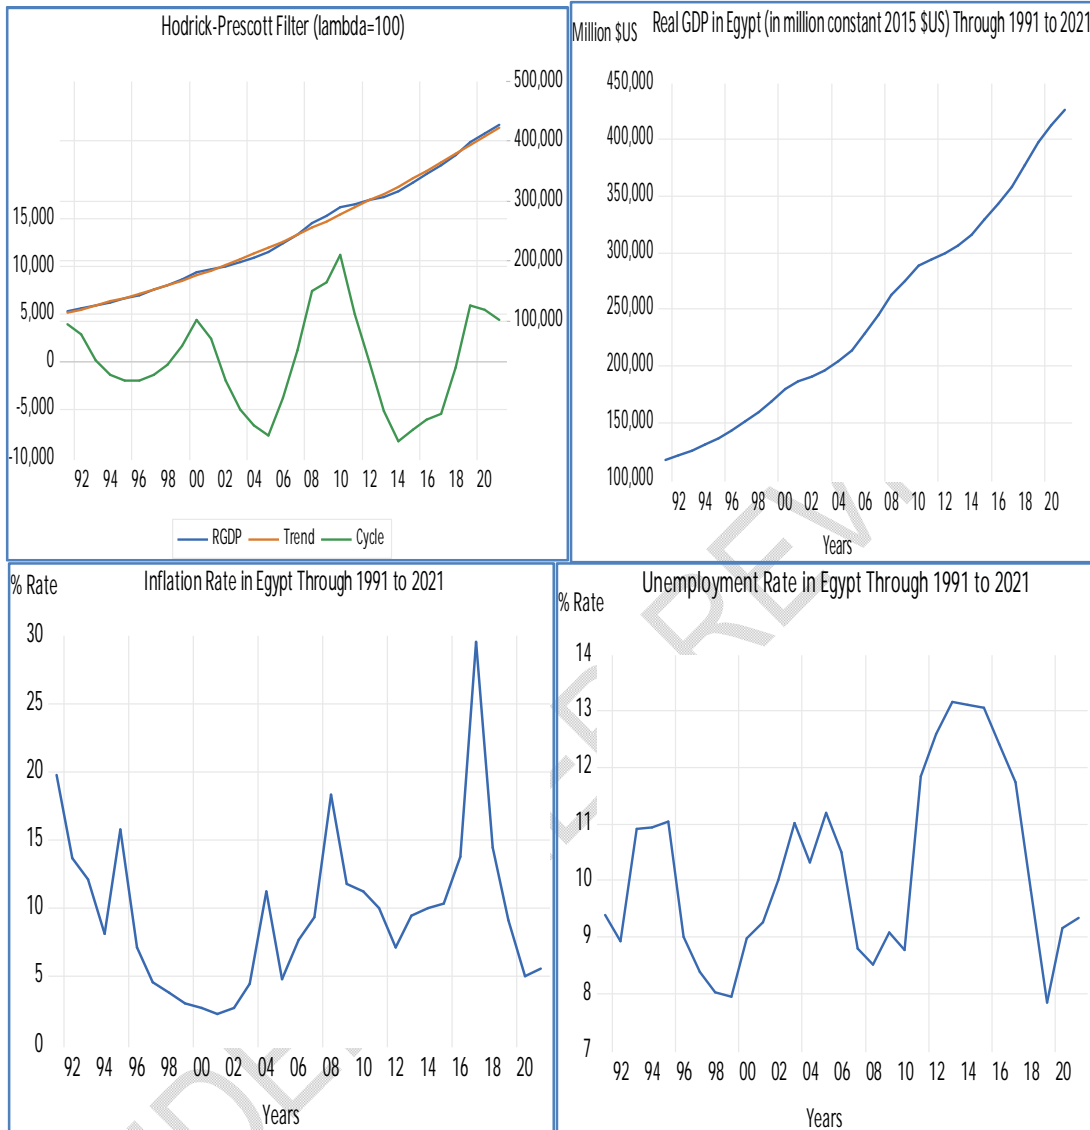 Hodrick-Prescott Filter (lambda=100)
500,000
400,000
300,000
200,000
100,000
15,000
10,000
5,000
0
-5,000
-10,000
92 94 96 98 00 02 04 06 08 10 12 14 16 18 20
RGDP Trend Cycle
Million $US
Real GDP in Egypt (in million constant 2015 $US) Through 1991 to 2021
450,000
400,000
350,000
300,000
250,000
200,000
150,000
100,000
92 94 96 98 00 02 04 06 08 10 12 14 16 18 20
Years
% Rate
Inflation Rate in Egypt Through 1991 to 2021
30
25
20
15
10
5
0
92 94 96 98 00 02 04 06 08 10 12 14 16 18 20
Years
% Rate
Unemployment Rate in Egypt Through 1991 to 2021
14
13
12
11
10
9
8
7
92 94 96 98 00 02 04 06 08 10 12 14 16 18 20
Years